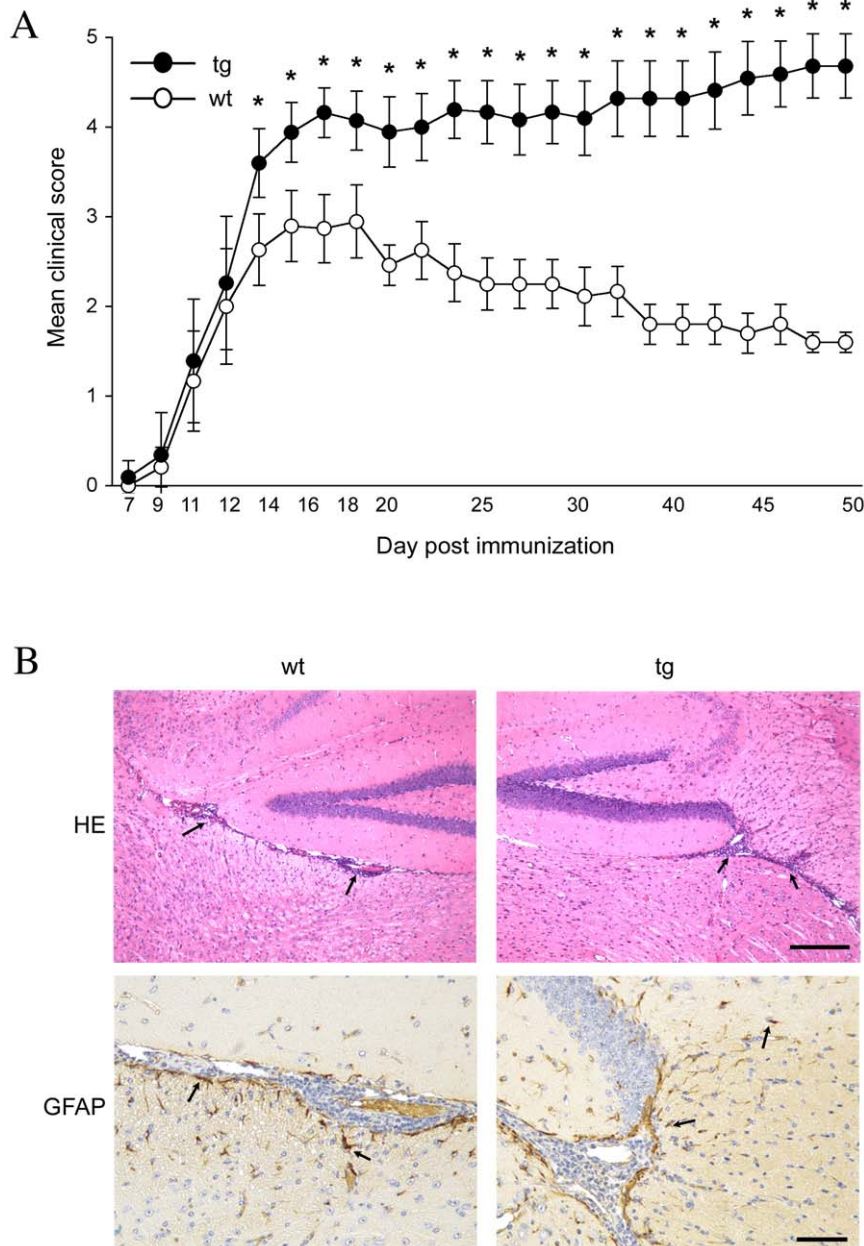 A
* * * * * * * * * * * * * * * * * * *
5
tg
wt
4
3
2
1
0
Mean clinical score
7 9 11 12 14 16 18 20 25 30 40 45 50
Day post immunization
B
wt tg
HE
GFAP